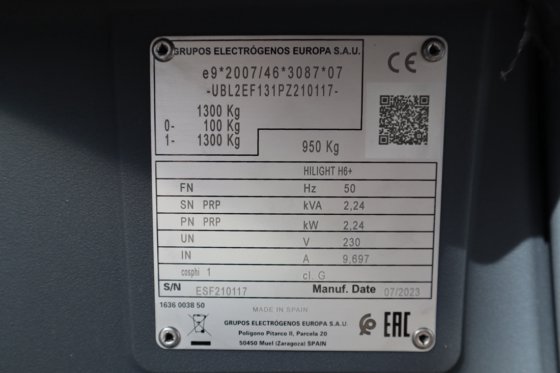 GRUPOS ELECTRÓGENOS EUROPA S.A.U.
CE
e9*2007/46*3087*07
-UBL2EF131PZ210117-
1300 Kg
0- 100 Kg
1- 1300 Kg
950 Kg
HILIGHT H6+
FN Hz 50
SN PRP kVA 2,24
PN PRP kW 2,24
UN V 230
IN A 9,697
cosphi 1 cl. G
S/N ESF210117 Manuf. Date 07/2023
1636 0038 50
MADE IN SPAIN
GRUPOS ELECTRÓGENOS EUROPA S.A.U.
Polígono Pitarco II, Parcela 20
50450 Muel (Zaragoza) SPAIN
EAC